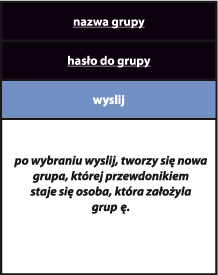 nazwa grupy
hasło do grupy
wyslij
po wybraniu wyslij, tworzy się nowa
grupa, której przewdonikiem
staje się osoba, która założyla
grup ę.